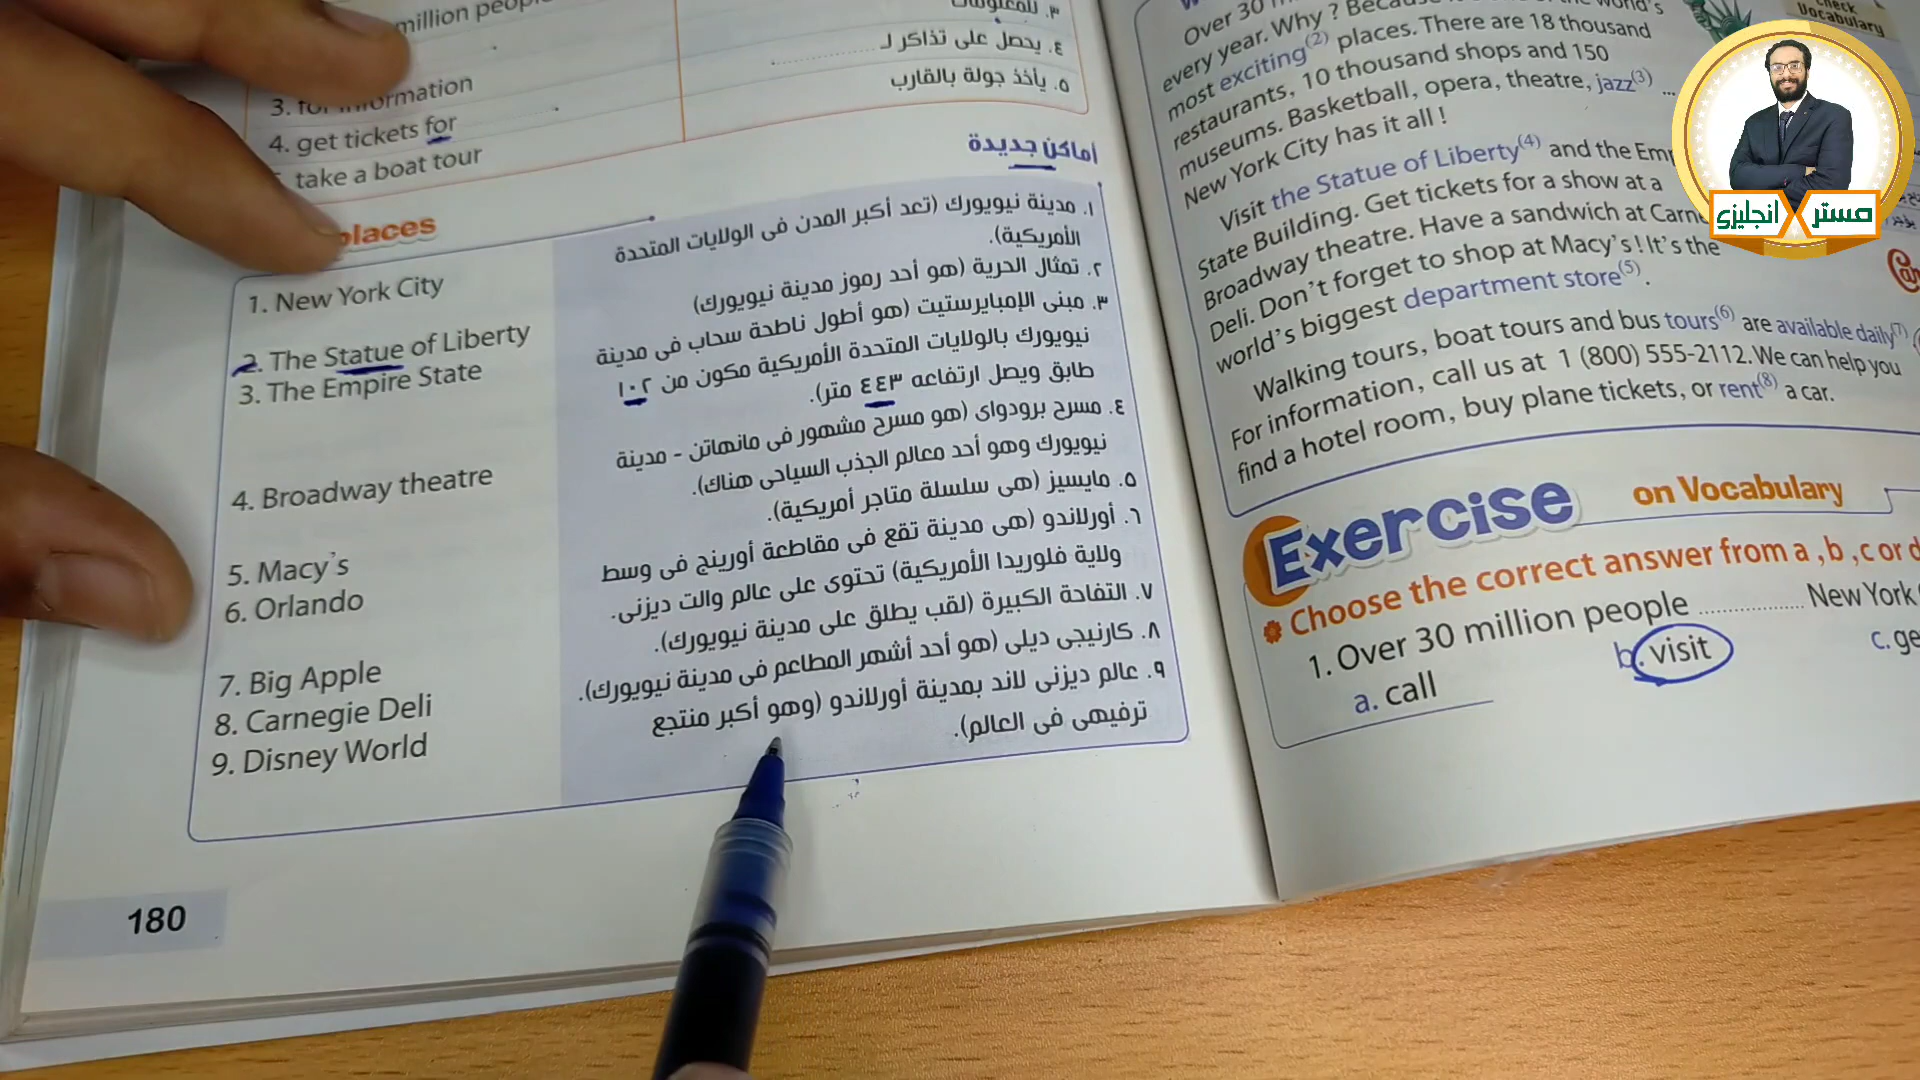 million people
3. for information
4. get tickets for
take a boat tour
٣. للمعلومات
٤. يحصل على تذاكر لـ ..........
٥. يأخذ جولة بالقارب
places
أماكن جديدة
1. New York City
2. The Statue of Liberty
3. The Empire State
4. Broadway theatre
5. Macy's
6. Orlando
7. Big Apple
8. Carnegie Deli
9. Disney World
١. مدينة نيويورك (تعد أكبر المدن فى الولايات المتحدة
الأمريكية).
٢. تمثال الحرية (هو أحد رموز مدينة نيويورك)
٣. مبنى الإمبايرستيت (هو أطول ناطحة سحاب فى مدينة
نيويورك بالولايات المتحدة الأمريكية مكون من ١٠٢
طابق ويصل ارتفاعه ٤٤٣ متر).
٤. مسرح برودواى (هو مسرح مشهور فى مانهاتن - مدينة
نيويورك وهو أحد معالم الجذب السياحى هناك).
٥. مايسيز (هى سلسلة متاجر أمريكية).
٦. أورلاندو (هى مدينة تقع فى مقاطعة أورينج فى وسط
ولاية فلوريدا الأمريكية) تحتوى على عالم والت ديزنى.
٧. التفاحة الكبيرة (لقب يطلق على مدينة نيويورك).
٨. كارنيجى ديلى (هو أحد أشهر المطاعم فى مدينة نيويورك).
٩. عالم ديزنى لاند بمدينة أورلاندو (وهو أكبر منتجع
ترفيهى فى العالم).
180
Over 30
every year. Why ? world's
most exciting(2) places. There are 18 thousand
restaurants, 10 thousand shops and 150
museums. Basketball, opera, theatre, jazz(3) ...
New York City has it all !
Visit the Statue of Liberty(4) and the
State Building. Get tickets for a show at a
Broadway theatre. Have a sandwich at
Deli. Don't forget to shop at Macy's ! It's the
world's biggest department store(5).
Walking tours, boat tours and bus tours(6) are available daily(7)
For information, call us at 1 (800) 555-2112. We can help you
find a hotel room, buy plane tickets, or rent(8) a car.
Check
Vocabulary
مستر X انجليزي
Exercise on Vocabulary
Choose the correct answer from a , b , c or d
1. Over 30 million people .......... New York
a. call
b. visit
c.